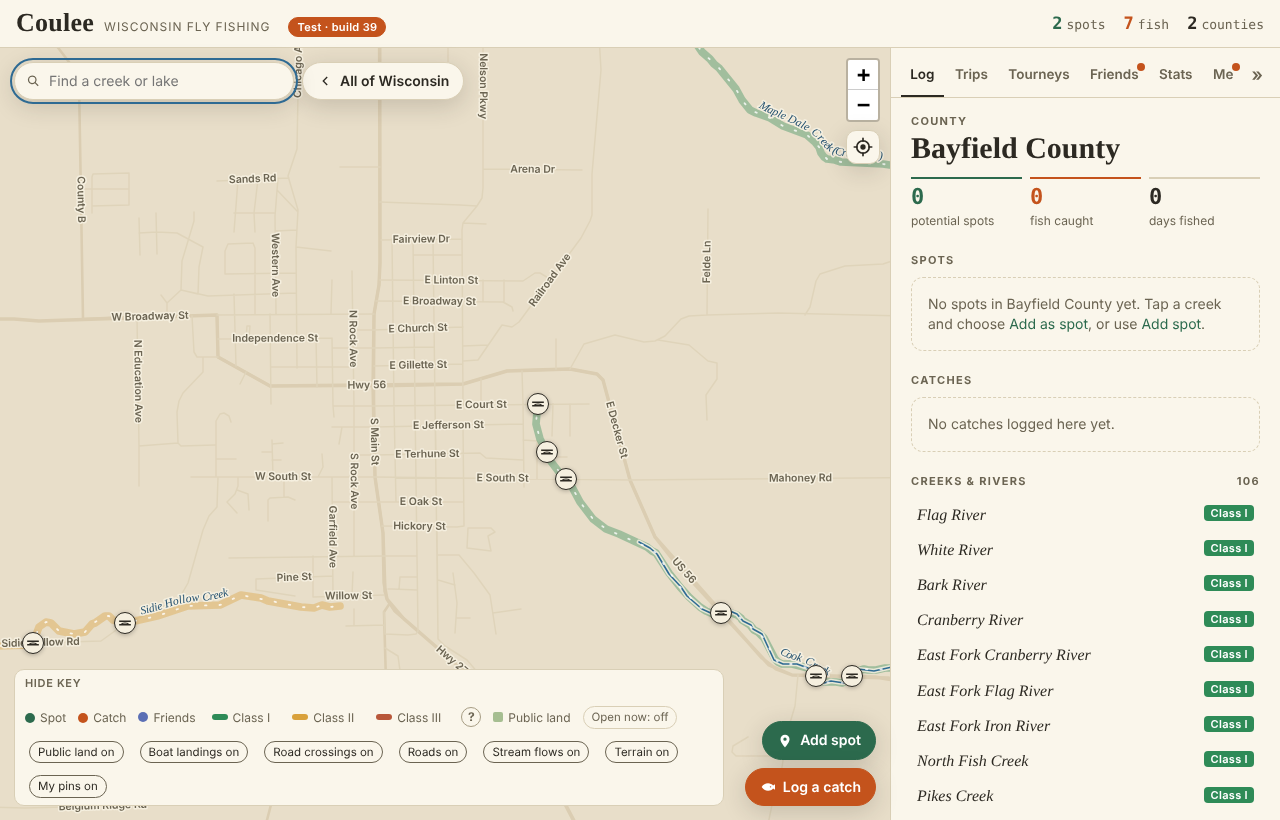 Coulee WISCONSIN FLY FISHING Test · build 39
2 spots 7 fish 2 counties
Find a creek or lake
All of Wisconsin
+
−
Nelson Pkwy
County B
Sands Rd
Arena Dr
Western Ave
Fairview Dr
Felde Ln
E Linton St
Railroad Ave
E Broadway St
W Broadway St
N Rock Ave
E Church St
Independence St
N Education Ave
E Gillette St
Hwy 56
E Court St
E Decker St
S Main St
E Jefferson St
E Terhune St
S Rock Ave
W South St
E South St
Mahoney Rd
E Oak St
Garfield Ave
Hickory St
US 56
Pine St
Willow St
Sidie Hollow Creek
HIDE KEY
Spot Catch Friends Class I Class II Class III ? Public land Open now: off
Public land on Boat landings on Road crossings on Roads on Stream flows on Terrain on
My pins on
Add spot
Log a catch
Log Trips Tourneys Friends Stats Me »
COUNTY
Bayfield County
0 0 0
potential spots fish caught days fished
SPOTS
No spots in Bayfield County yet. Tap a creek
and choose Add as spot, or use Add spot.
CATCHES
No catches logged here yet.
CREEKS & RIVERS 106
Flag River Class I
White River Class I
Bark River Class I
Cranberry River Class I
East Fork Cranberry River Class I
East Fork Flag River Class I
East Fork Iron River Class I
North Fish Creek Class I
Pikes Creek Class I